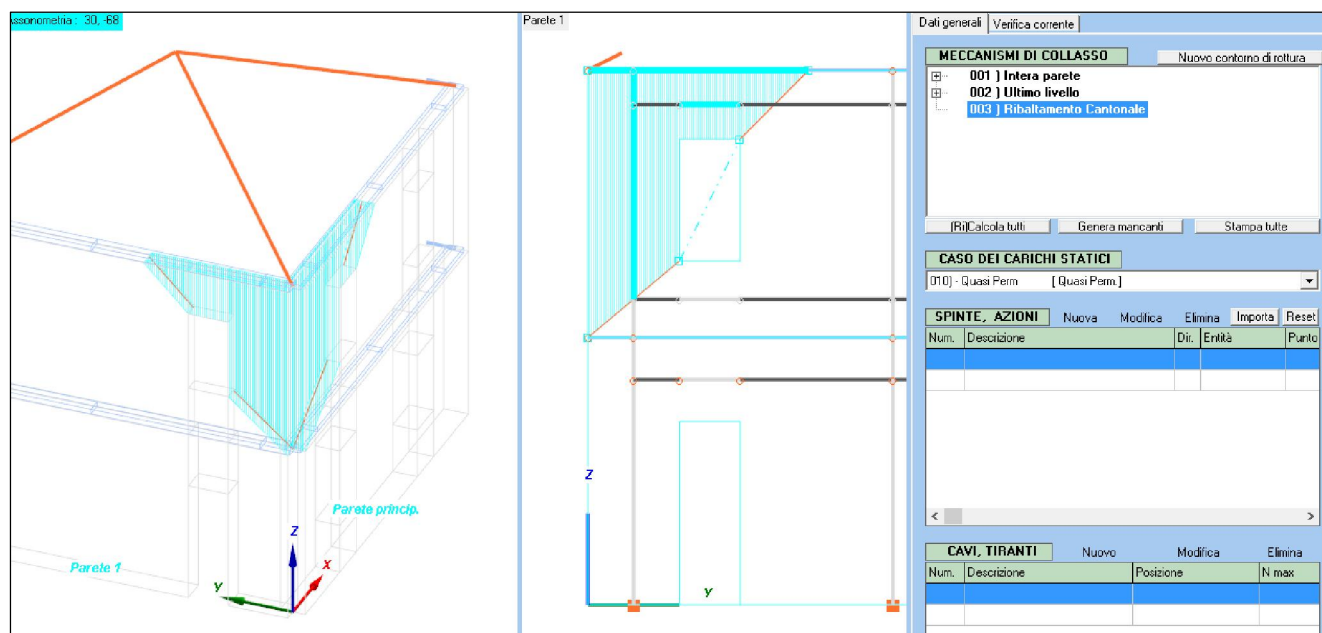 Assonometria : 30, -68
Parete 1
Dati generali Verifica corrente
MECCANISMI DI COLLASSO Nuovo contorno di rottura
001 ) Intera parete
002 ) Ultimo livello
003 ) Ribaltamento Cantonale
(Ri)Calcola tutti Genera mancanti Stampa tutte
CASO DEI CARICHI STATICI
010) - Quasi Perm [ Quasi Perm.]
SPINTE, AZIONI Nuova Modifica Elimina Importa Reset
Num. Descrizione Dir. Entità Punto
CAVI, TIRANTI Nuovo Modifica Elimina
Num. Descrizione Posizione N max
Parete princip.
Parete 1
Z
X
Y
Z
Y